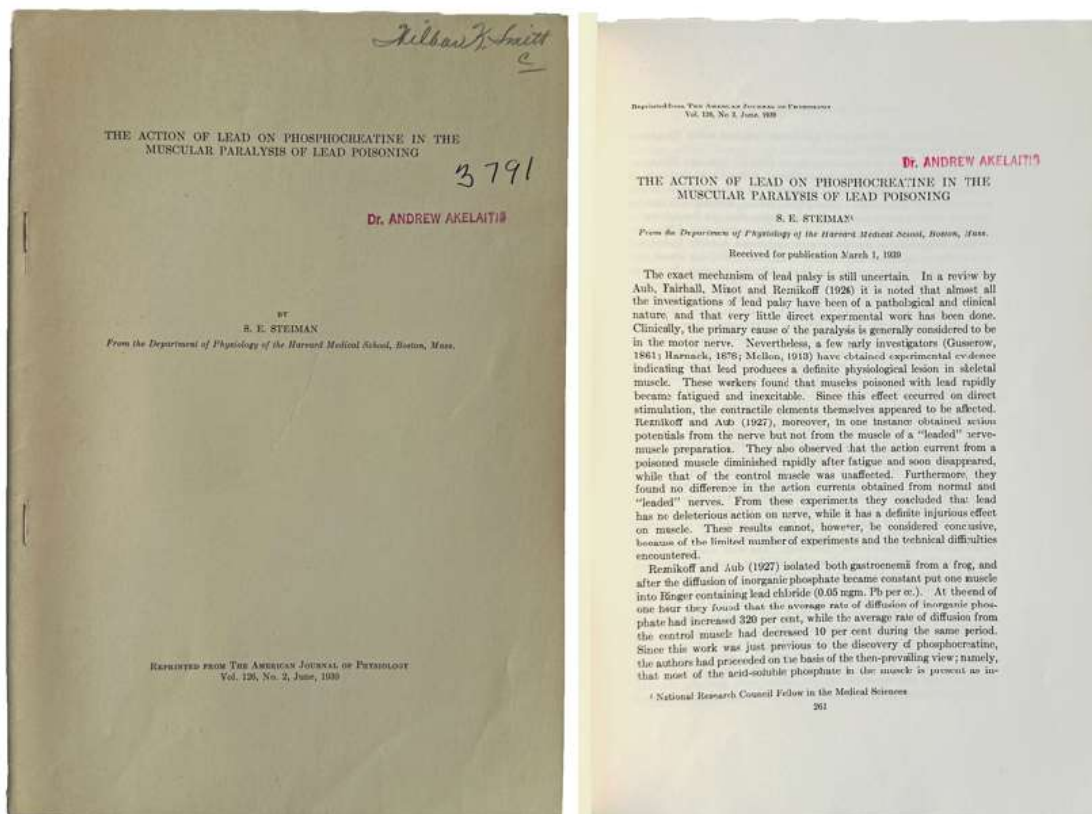 Wilbur K. Smith
C
THE ACTION OF LEAD ON PHOSPHOCREATINE IN THE
MUSCULAR PARALYSIS OF LEAD POISONING
3791
Dr. ANDREW AKELAITIS
BY
S. E. STEIMAN
From the Department of Physiology of the Harvard Medical School, Boston, Mass.
REPRINTED FROM THE AMERICAN JOURNAL OF PHYSIOLOGY
Vol. 126, No. 2, June, 1939
Reprinted from THE AMERICAN JOURNAL OF PHYSIOLOGY
Vol. 126, No 2, June, 1939
Dr. ANDREW AKELAITIS
THE ACTION OF LEAD ON PHOSPHOCREATINE IN THE
MUSCULAR PARALYSIS OF LEAD POISONING
S. E. STEIMAN¹
From the Department of Physiology of the Harvard Medical School, Boston, Mass.
Received for publication March 1, 1939
The exact mechanism of lead palsy is still uncertain. In a review by
Aub, Fairhall, Minot and Reznikoff (1926) it is noted that almost all
the investigations of lead palsy have been of a pathological and clinical
nature, and that very little direct experimental work has been done.
Clinically, the primary cause of the paralysis is generally considered to be
in the motor nerve. Nevertheless, a few early investigators (Gusserow,
1861; Harnack, 1878; Mellon, 1913) have obtained experimental evidence
indicating that lead produces a definite physiological lesion in skeletal
muscle. These workers found that muscles poisoned with lead rapidly
became fatigued and inexcitable. Since this effect occurred on direct
stimulation, the contractile elements themselves appeared to be affected.
Reznikoff and Aub (1927), moreover, in one instance obtained action
potentials from the nerve but not from the muscle of a "leaded" nerve-
muscle preparation. They also observed that the action current from a
poisoned muscle diminished rapidly after fatigue and soon disappeared,
while that of the control muscle was unaffected. Furthermore, they
found no difference in the action currents obtained from normal and
"leaded" nerves. From these experiments they concluded that lead
has no deleterious action on nerve, while it has a definite injurious effect
on muscle. These results cannot, however, be considered conclusive,
because of the limited number of experiments and the technical difficulties
encountered.
Reznikoff and Aub (1927) isolated both gastrocnemii from a frog, and
after the diffusion of inorganic phosphate became constant put one muscle
into Ringer containing lead chloride (0.05 mgm. Pb per cc.). At the end of
one hour they found that the average rate of diffusion of inorganic phos-
phate had increased 320 per cent, while the average rate of diffusion from
the control muscle had decreased 10 per cent during the same period.
Since this work was just previous to the discovery of phosphocreatine,
the authors had proceeded on the basis of the then-prevailing view; namely,
that most of the acid-soluble phosphate in the muscle is present as in-
¹ National Research Council Fellow in the Medical Sciences
261